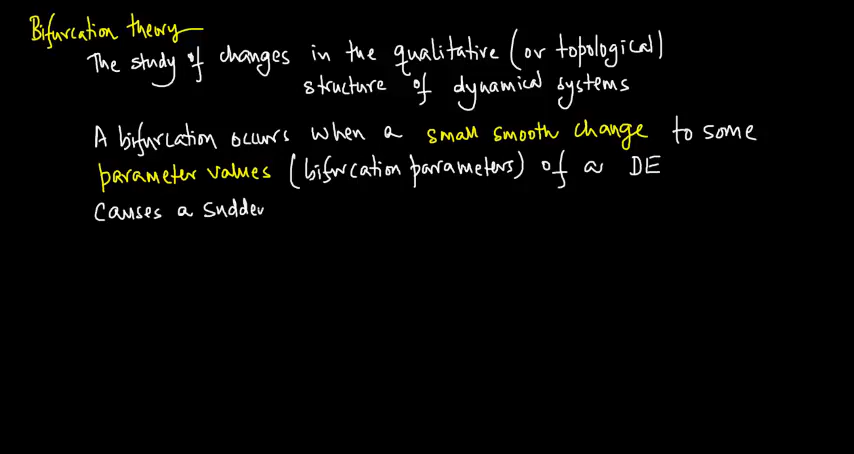 Bifurcation theory
The study of changes in the qualitative (or topological)
structure of dynamical systems
A bifurcation occurs when a small smooth change to some
parameter values (bifurcation parameters) of a DE
causes a sudden